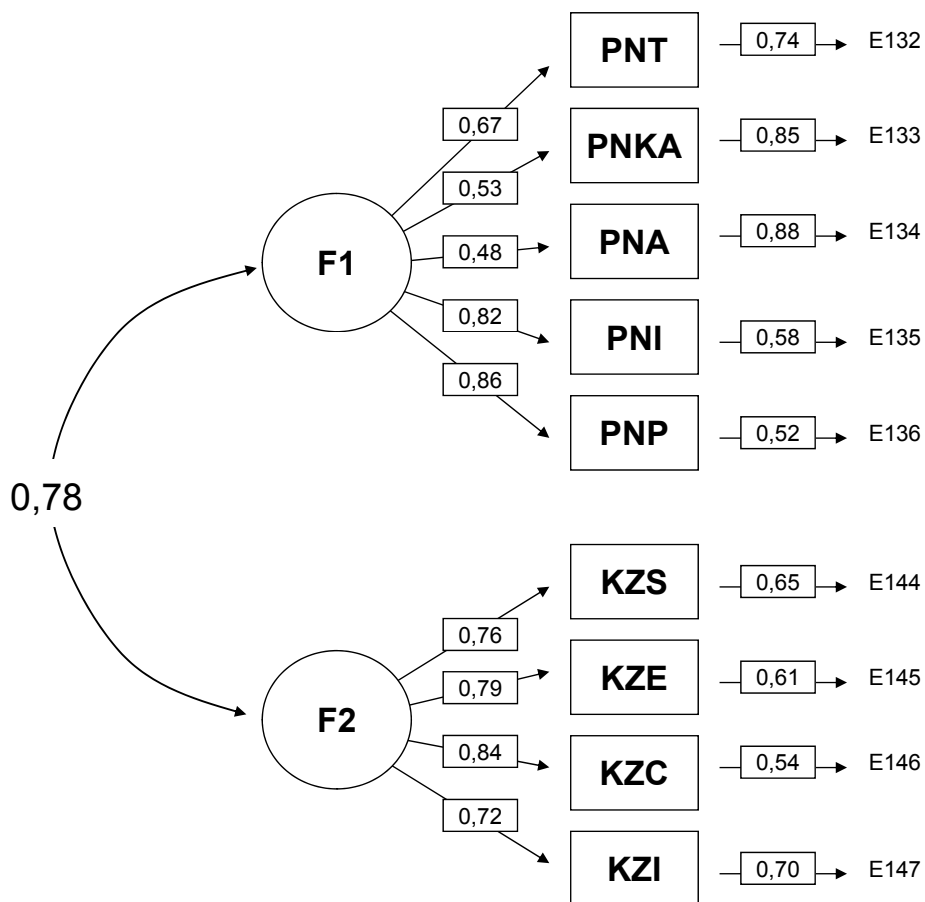 PNT 0,74 E132
0,67
PNKA 0,85 E133
0,53
PNA 0,88 E134
F1 0,48
0,82
PNI 0,58 E135
0,86
PNP 0,52 E136
0,78
KZS 0,65 E144
0,76
KZE 0,61 E145
0,79
F2
0,84
KZC 0,54 E146
0,72
KZI 0,70 E147